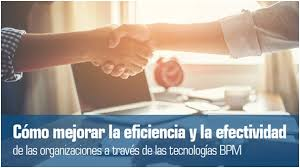 Cómo mejorar la eficiencia y la efectividad
de las organizaciones a través de las tecnologías BPM